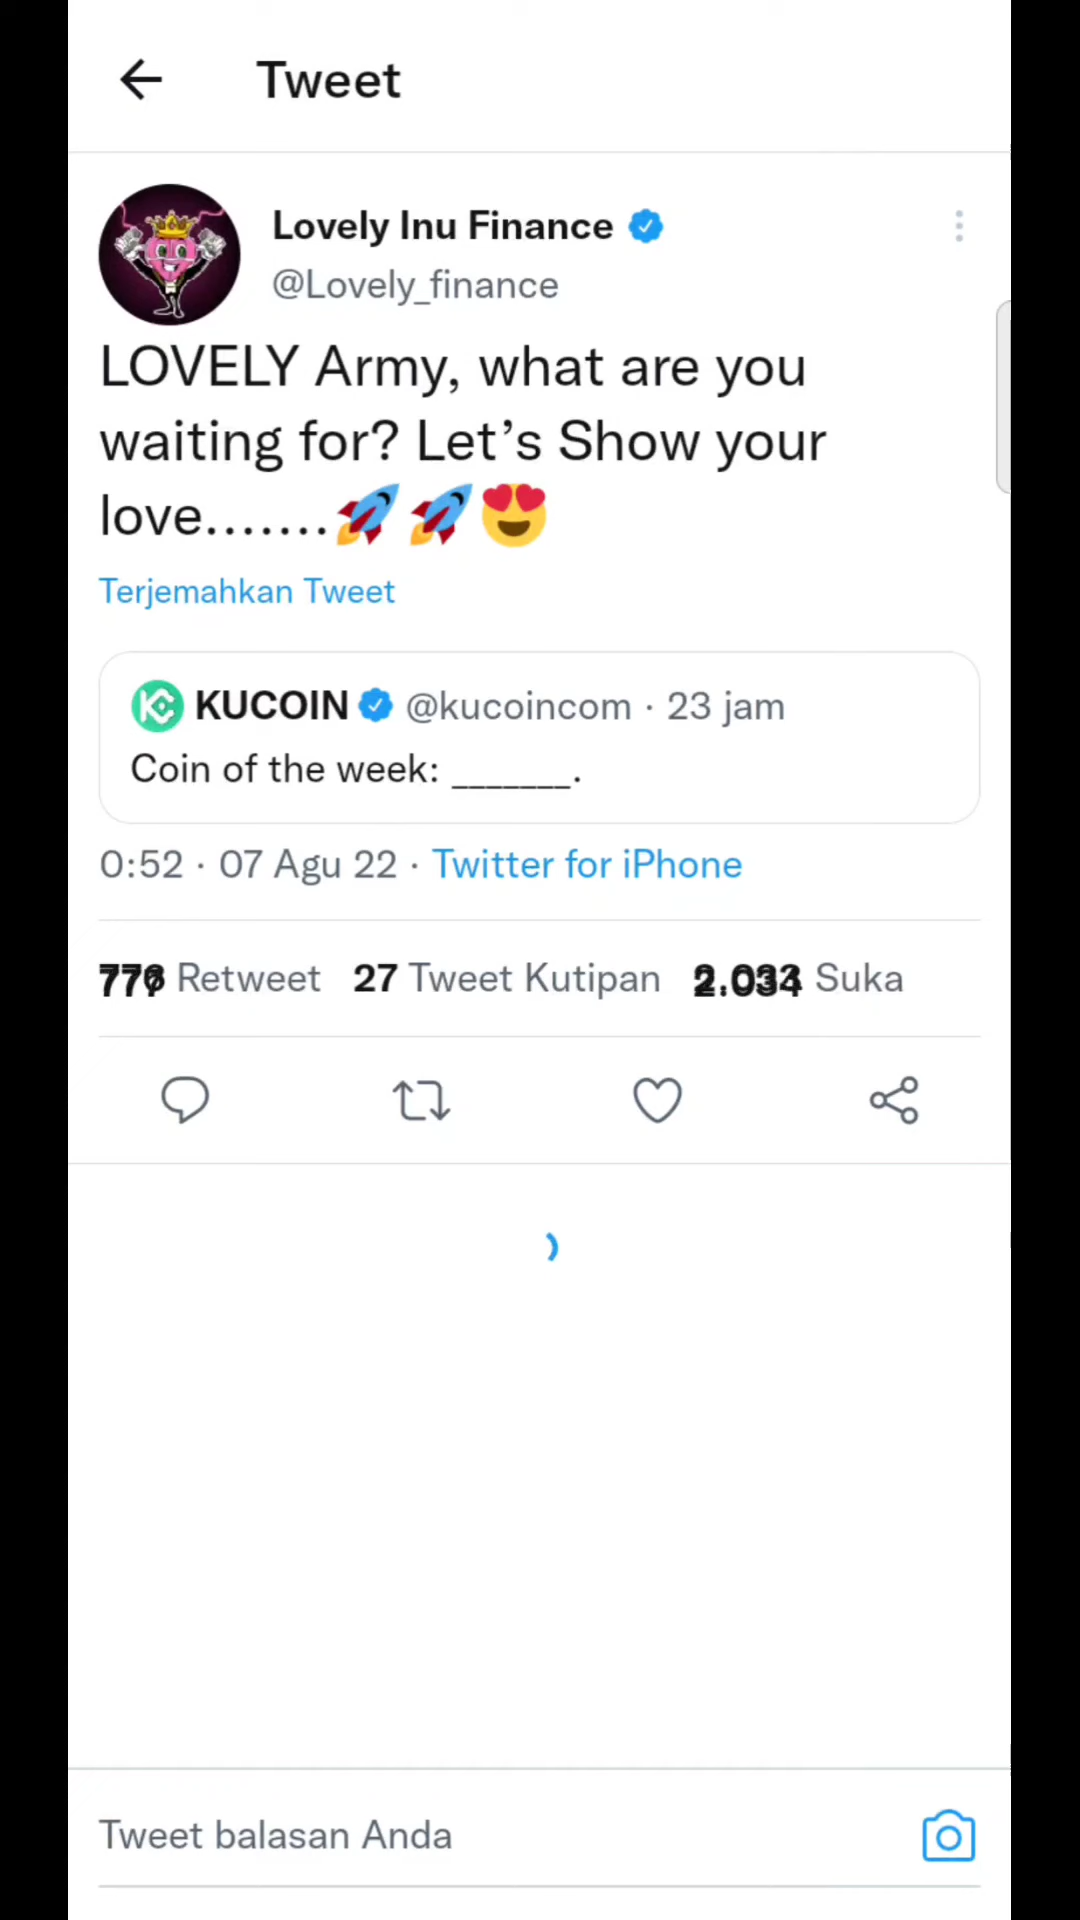 Tweet
Lovely Inu Finance
@Lovely_finance
LOVELY Army, what are you
waiting for? Let’s Show your
love.......🚀🚀😍
Terjemahkan Tweet
KUCOIN @kucoincom · 23 jam
Coin of the week: _______.
0:52 · 07 Agu 22 · Twitter for iPhone
Retweet 27 Tweet Kutipan Suka
Tweet balasan Anda